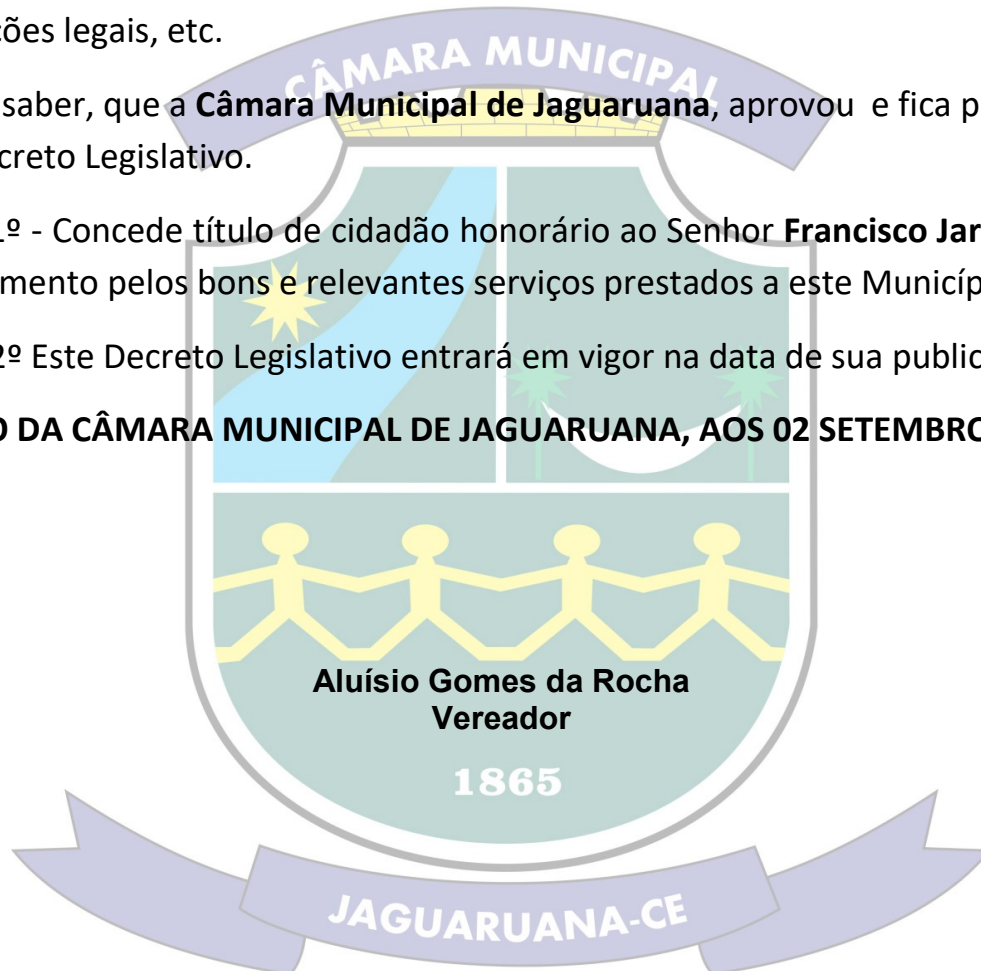 ções legais, etc.
CÂMARA MUNICIPAL
saber, que a Câmara Municipal de Jaguaruana, aprovou e fica p
creto Legislativo.
1º - Concede título de cidadão honorário ao Senhor Francisco Jar
mento pelos bons e relevantes serviços prestados a este Municíp
2º Este Decreto Legislativo entrará em vigor na data de sua public
O DA CÂMARA MUNICIPAL DE JAGUARUANA, AOS 02 SETEMBRO
Aluísio Gomes da Rocha
Vereador
1865
JAGUARUANA-CE